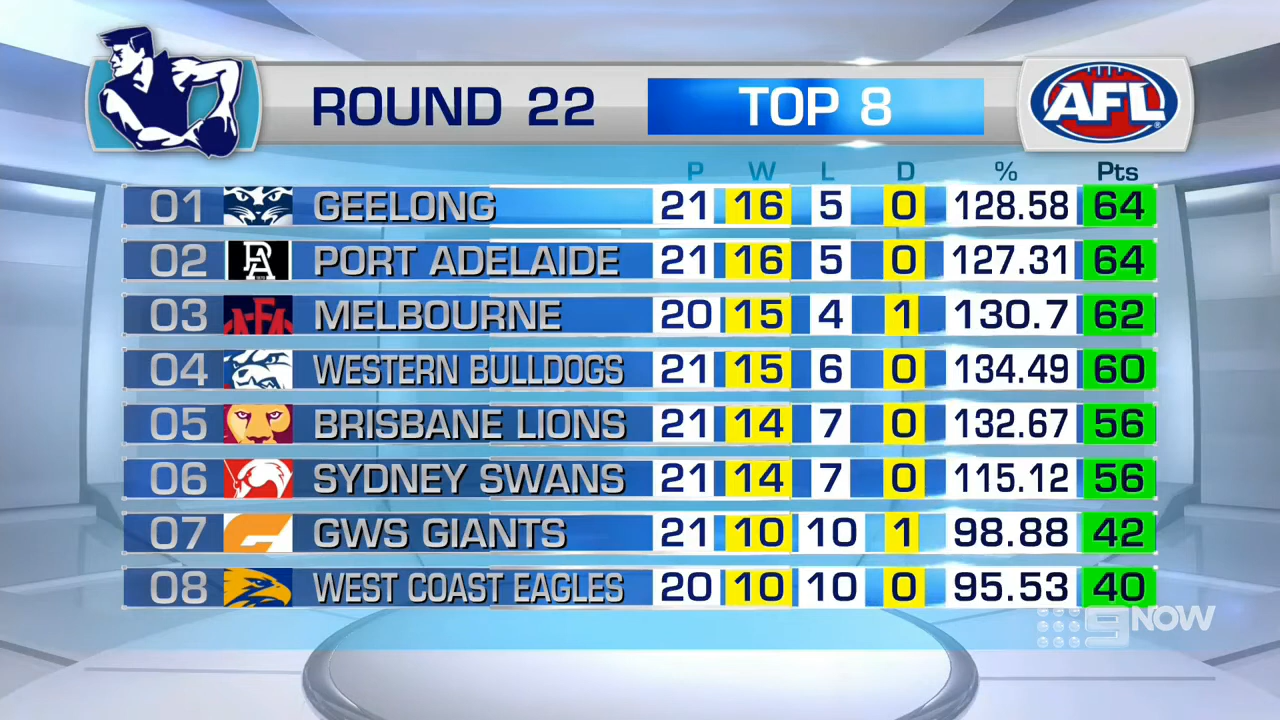 ROUND 22 TOP 8 AFL
P W L D % Pts
01 GEELONG 21 16 5 0 128.58 64
02 PA PORT ADELAIDE 21 16 5 0 127.31 64
03 MELBOURNE 20 15 4 1 130.7 62
04 WESTERN BULLDOGS 21 15 6 0 134.49 60
05 BRISBANE LIONS 21 14 7 0 132.67 56
06 SYDNEY SWANS 21 14 7 0 115.12 56
07 G GWS GIANTS 21 10 10 1 98.88 42
08 WEST COAST EAGLES 20 10 10 0 95.53 40
9NOW